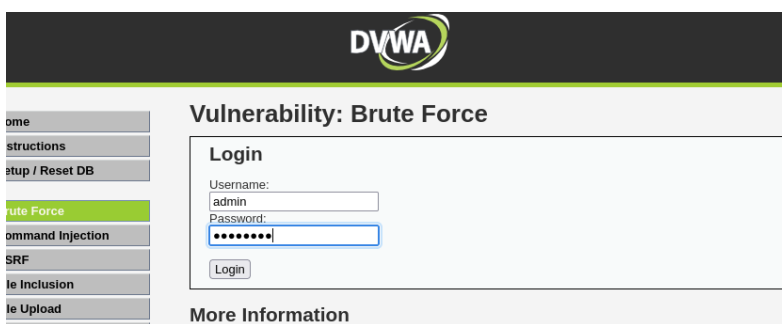 DVWA
ome
structions
etup / Reset DB
rute Force
ommand Injection
SRF
le Inclusion
le Upload
Vulnerability: Brute Force
Login
Username:
admin
Password:
••••••••
Login
More Information